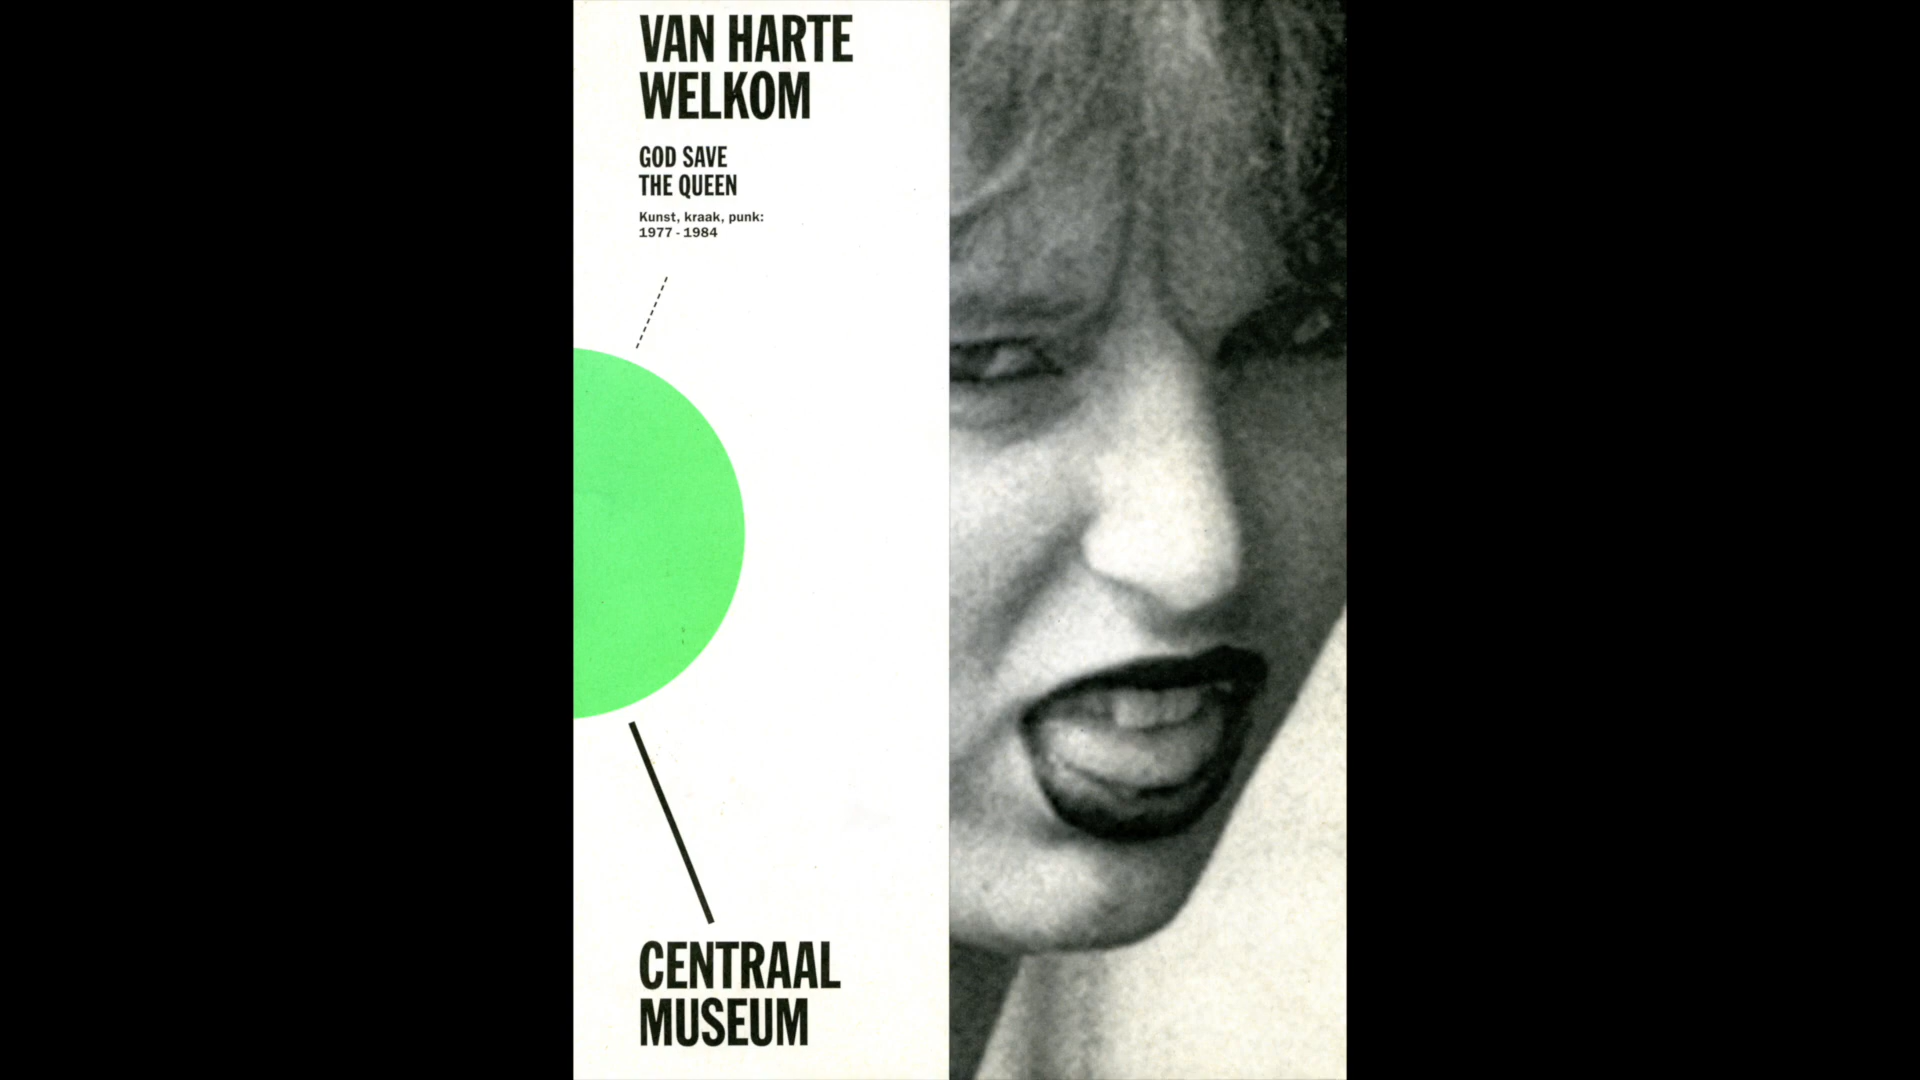 VAN HARTE
WELKOM
GOD SAVE
THE QUEEN
Kunst, kraak, punk:
1977 - 1984
CENTRAAL
MUSEUM